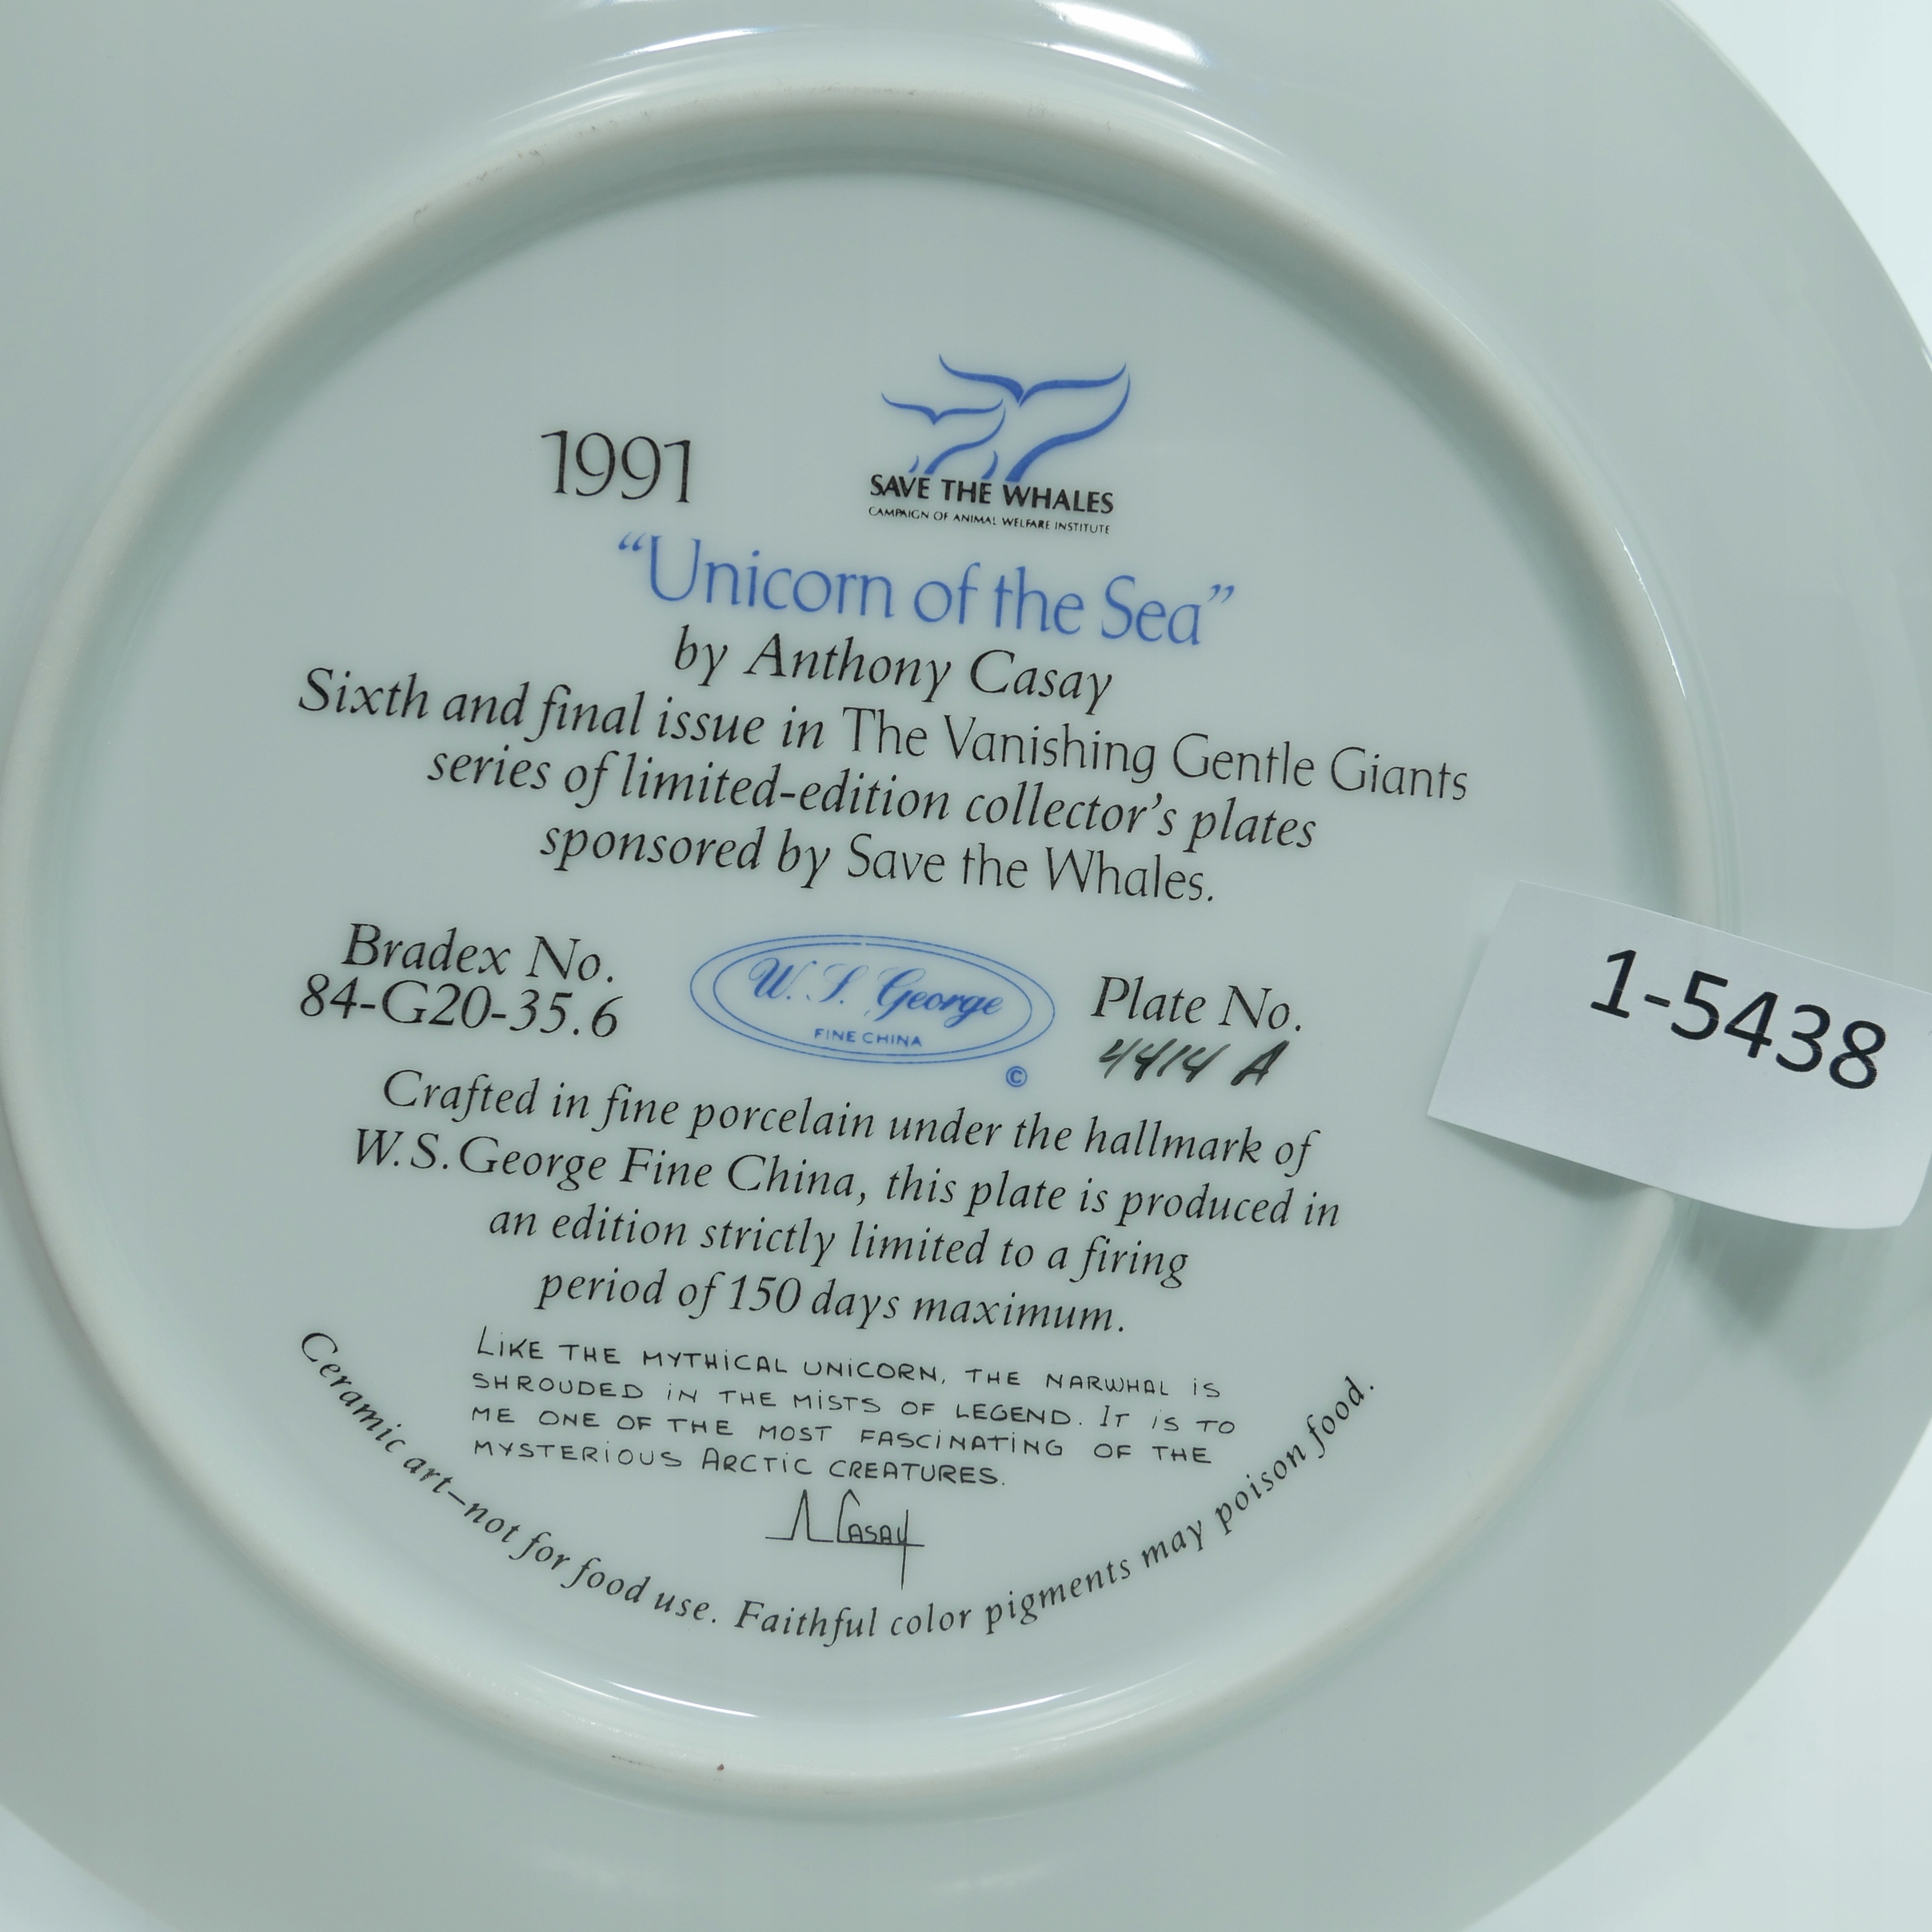 1991
SAVE THE WHALES
CAMPAIGN OF ANIMAL WELFARE INSTITUTE
“Unicorn of the Sea”
by Anthony Casay
Sixth and final issue in The Vanishing Gentle Giants
series of limited-edition collector’s plates
sponsored by Save the Whales.
Bradex No.
84-G20-35.6
W. S. George
FINE CHINA
©
Plate No.
4414 A
1-5438
Crafted in fine porcelain under the hallmark of
W.S. George Fine China, this plate is produced in
an edition strictly limited to a firing
period of 150 days maximum.
LIKE THE MYTHICAL UNICORN, THE NARWHAL IS
SHROUDED IN THE MISTS OF LEGEND. IT IS TO
ME ONE OF THE MOST FASCINATING OF THE
MYSTERIOUS ARCTIC CREATURES.
A CASAY
Ceramic art—not for food use. Faithful color pigments may poison food.